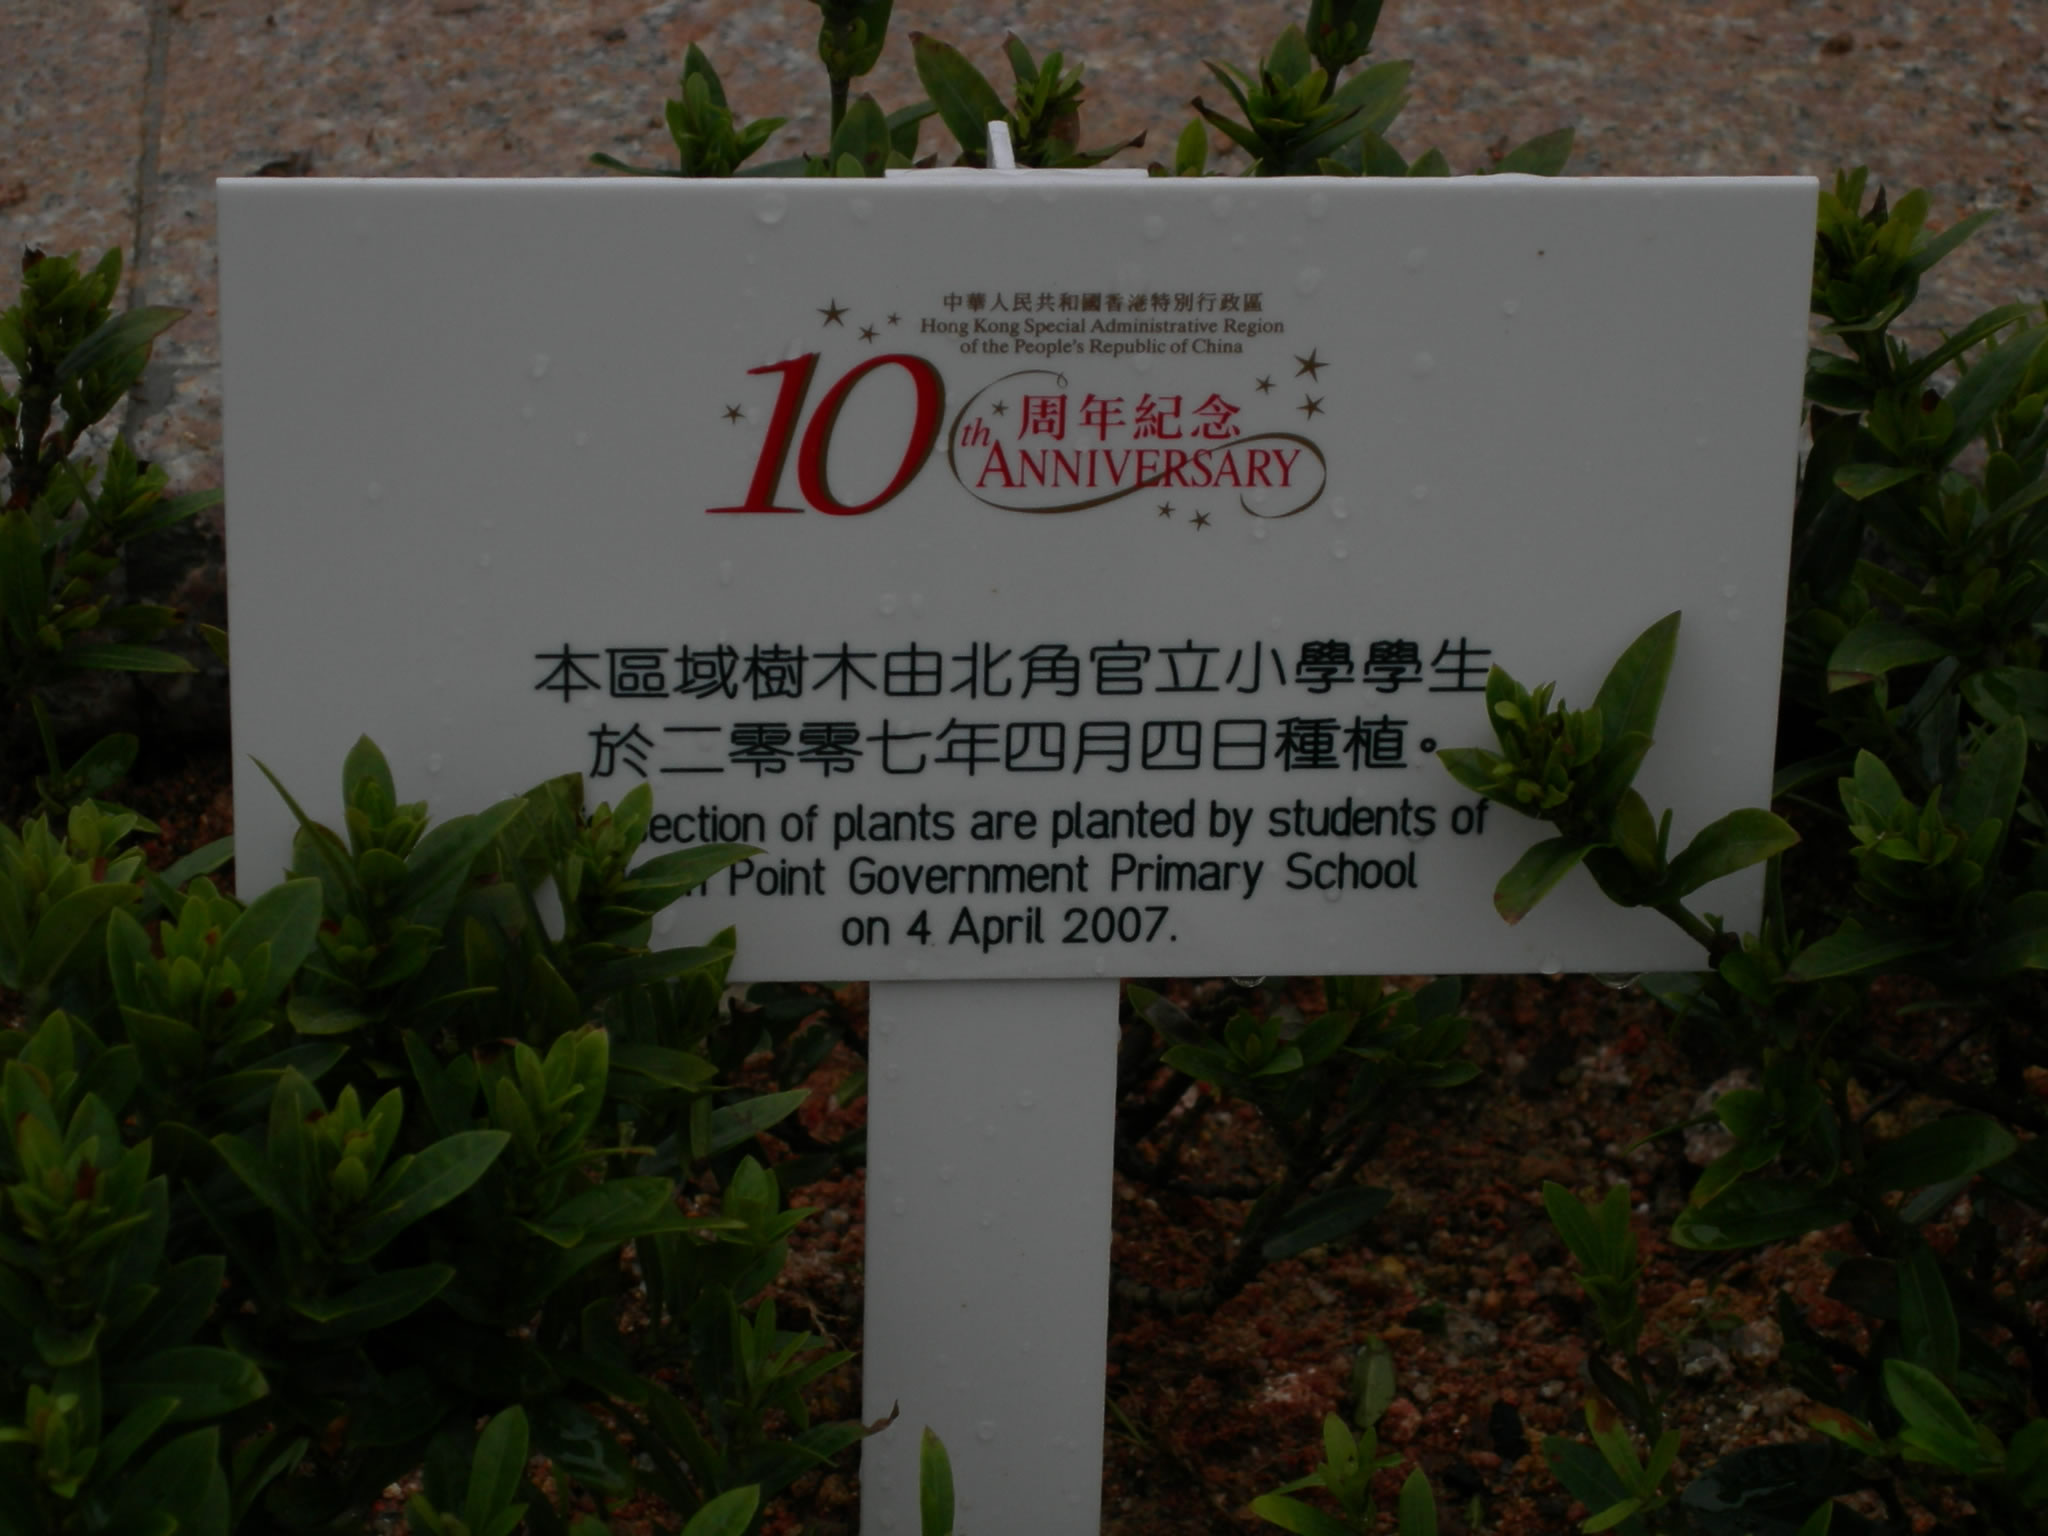 中華人民共和國香港特別行政區
Hong Kong Special Administrative Region
of the People's Republic of China
10th 周年紀念
ANNIVERSARY
本區域樹木由北角官立小學學生
於二零零七年四月四日種植。
of plants are planted by students of
Point Government Primary School
on 4 April 2007.